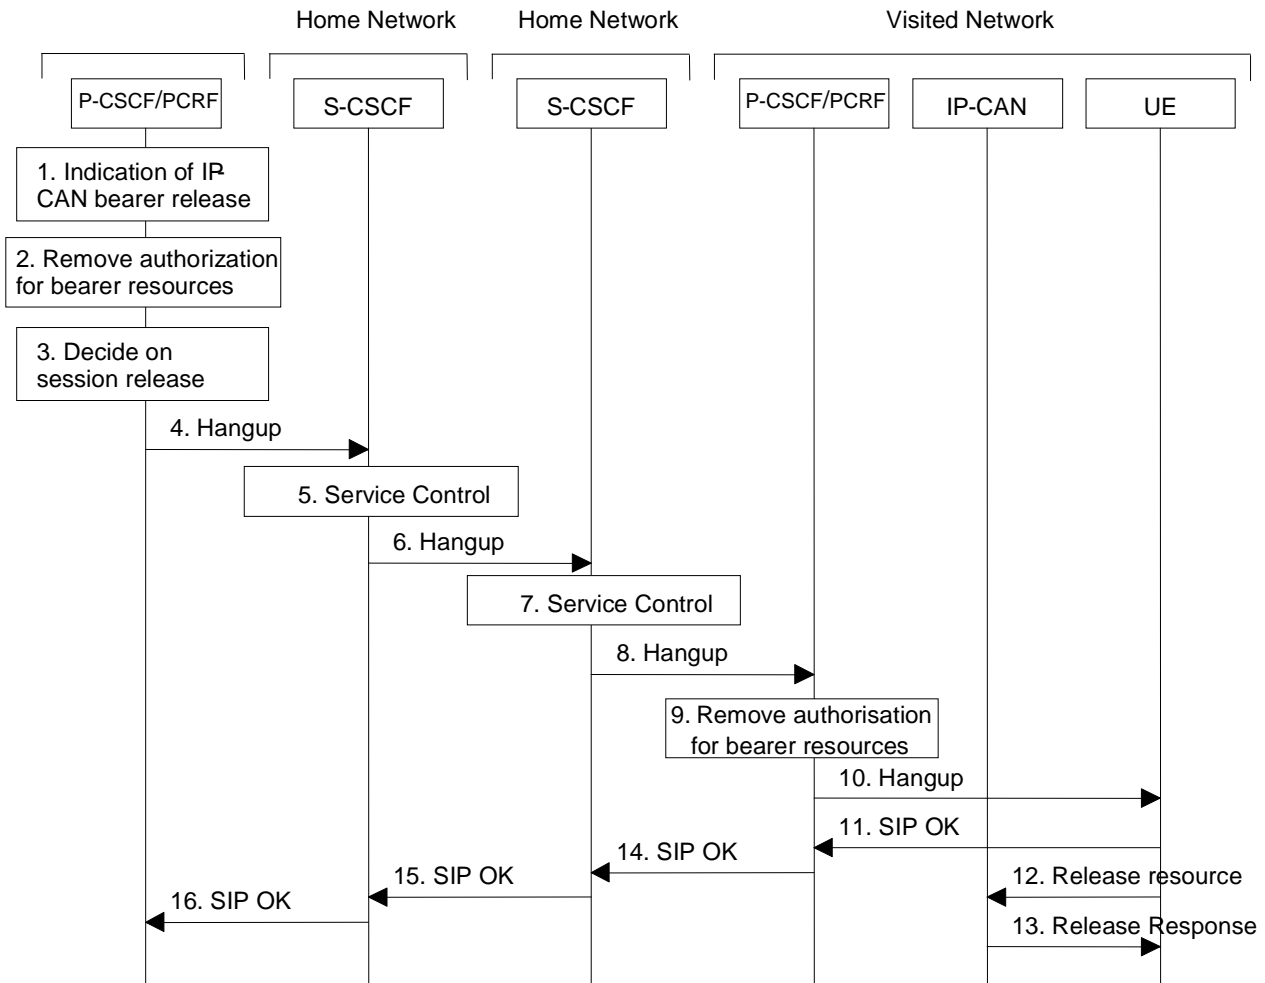 Home Network
Home Network
Visited Network
P-CSCF/PCRF
S-CSCF
S-CSCF
P-CSCF/PCRF
IP-CAN
UE
1. Indication of IP-
CAN bearer release
2. Remove authorization
for bearer resources
3. Decide on
session release
4. Hangup
5. Service Control
6. Hangup
7. Service Control
8. Hangup
9. Remove authorisation
for bearer resources
10. Hangup
11. SIP OK
14. SIP OK
15. SIP OK
12. Release resource
16. SIP OK
13. Release Response